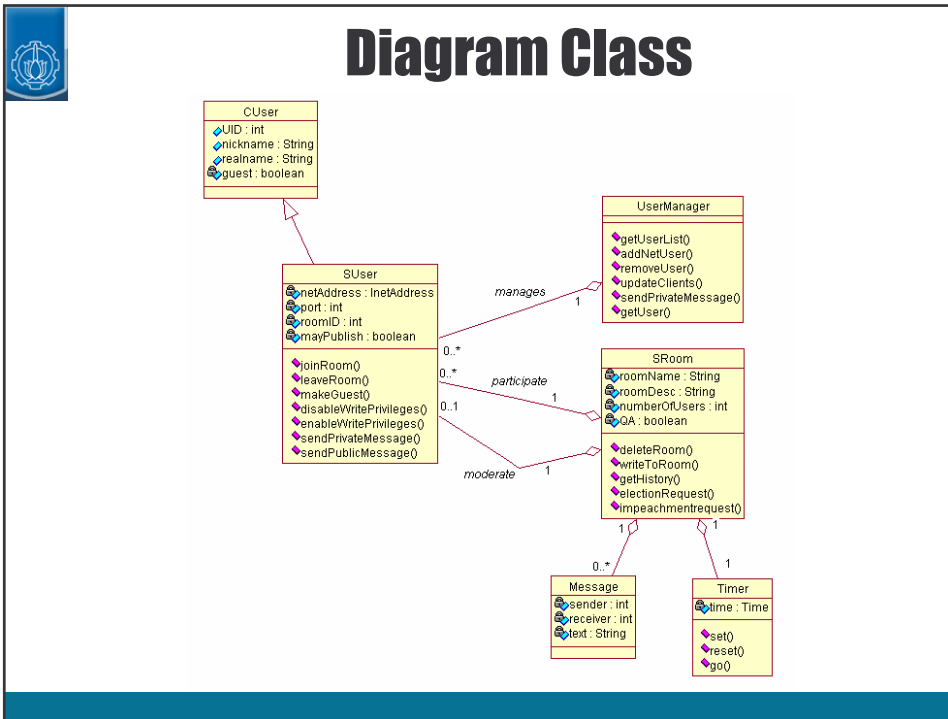 Diagram Class
CUser
UID : int
nickname : String
realname : String
guest : boolean
UserManager
getUserList()
addNetUser()
removeUser()
updateClients()
sendPrivateMessage()
getUser()
SUser
netAddress : InetAddress
port : int
roomID : int
mayPublish : boolean
joinRoom()
leaveRoom()
makeGuest()
disableWritePrivileges()
enableWritePrivileges()
sendPrivateMessage()
sendPublicMessage()
manages
1
0..*
0..*
participate
1
0..1
moderate
1
SRoom
roomName : String
roomDesc : String
numberOfUsers : int
QA : boolean
deleteRoom()
writeToRoom()
getHistory()
electionRequest()
impeachmentrequest()
1
1
0..*
1
Message
sender : int
receiver : int
text : String
Timer
time : Time
set()
reset()
go()